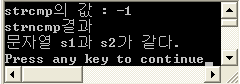 strcmp의 값 : -1
strncmp결과
문자열 s1과 s2가 같다.
Press any key to continue